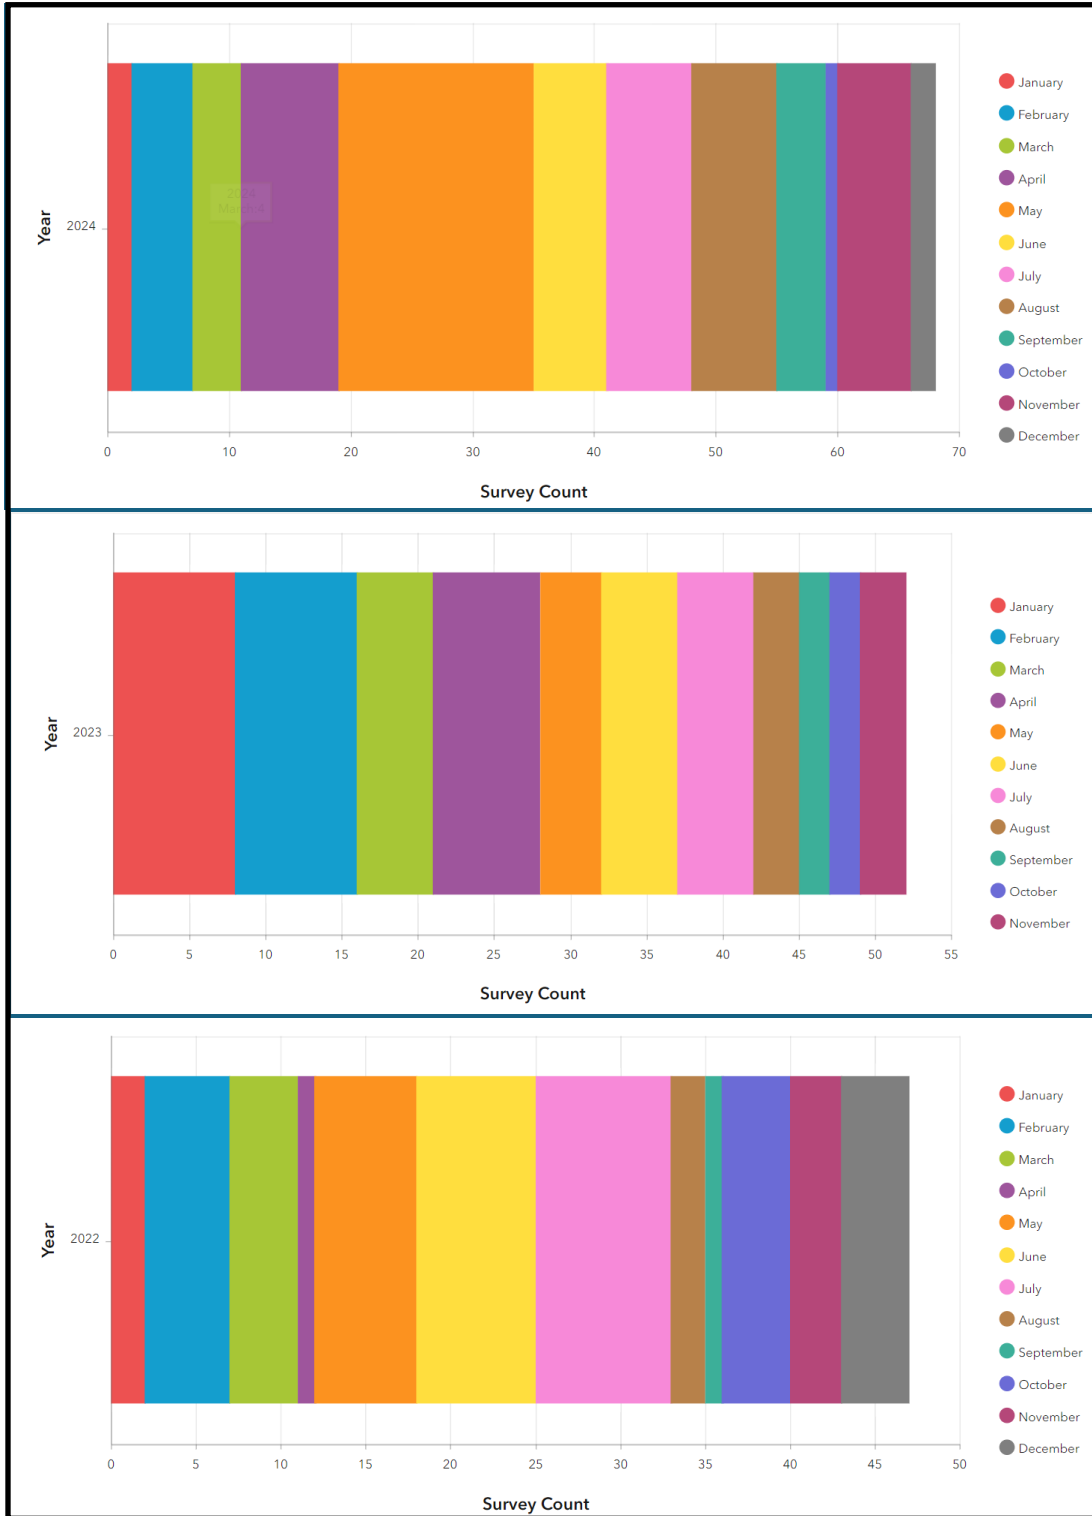 January
February
March
April
May
June
July
August
September
October
November
December
2024
March 4
Year
2024
0 10 20 30 40 50 60 70
Survey Count
January
February
March
April
May
June
July
August
September
October
November
Year
2023
0 5 10 15 20 25 30 35 40 45 50 55
Survey Count
January
February
March
April
May
June
July
August
September
October
November
December
Year
2022
0 5 10 15 20 25 30 35 40 45 50
Survey Count